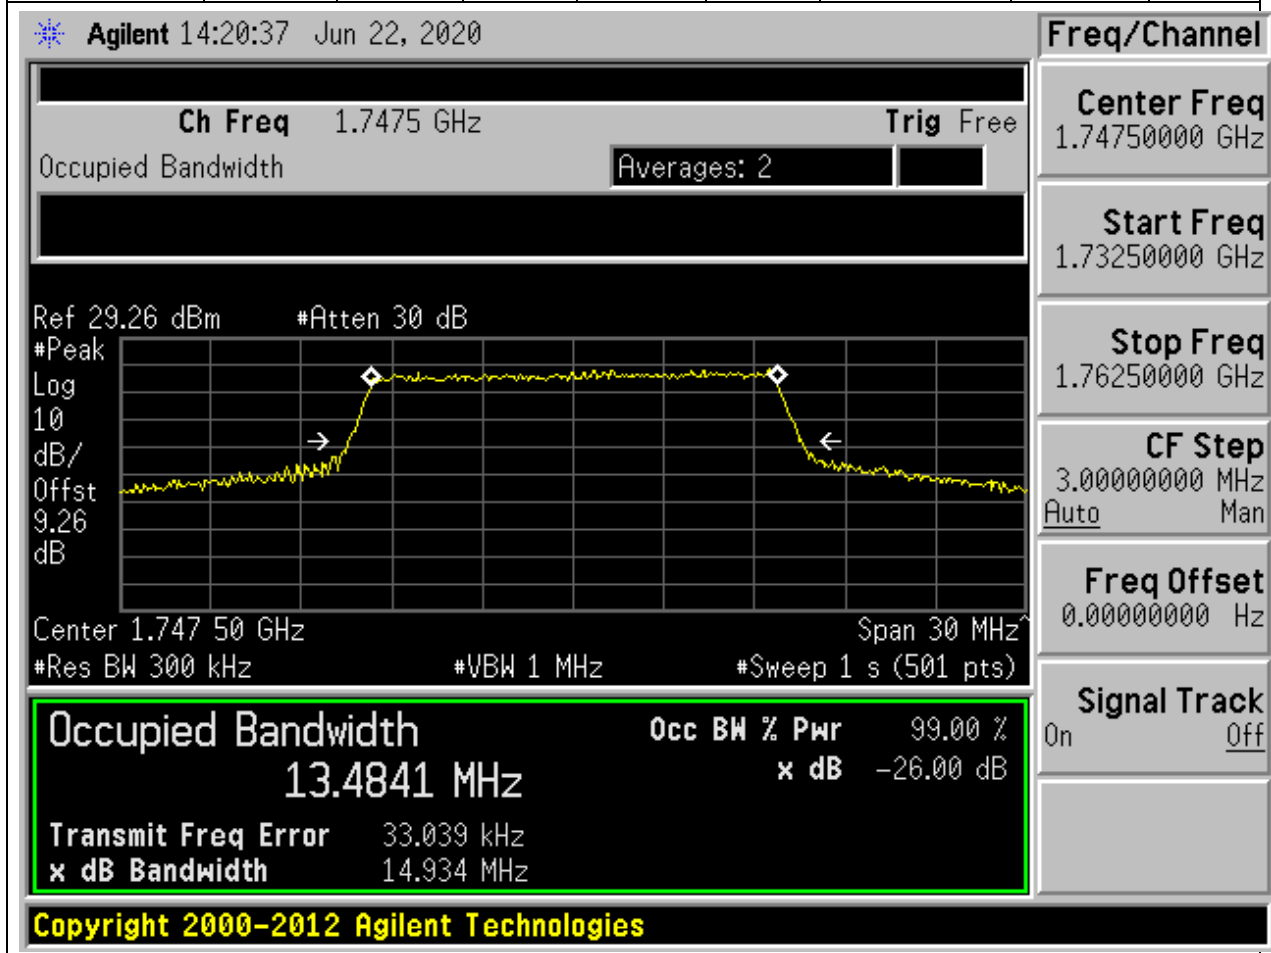 Agilent 14:20:37 Jun 22, 2020
Freq/Channel
Ch Freq 1.7475 GHz Trig Free
Occupied Bandwidth Averages: 2
Ref 29.26 dBm #Atten 30 dB
#Peak
Log
10
dB/
Offst
9.26
dB
Center 1.747 50 GHz Span 30 MHz^
#Res BW 300 kHz #VBW 1 MHz #Sweep 1 s (501 pts)
Occupied Bandwidth Occ BW % Pwr 99.00 %
13.4841 MHz x dB -26.00 dB
Transmit Freq Error 33.039 kHz
x dB Bandwidth 14.934 MHz
Center Freq
1.74750000 GHz
Start Freq
1.73250000 GHz
Stop Freq
1.76250000 GHz
CF Step
3.00000000 MHz
Auto Man
Freq Offset
0.00000000 Hz
Signal Track
On Off
Copyright 2000-2012 Agilent Technologies